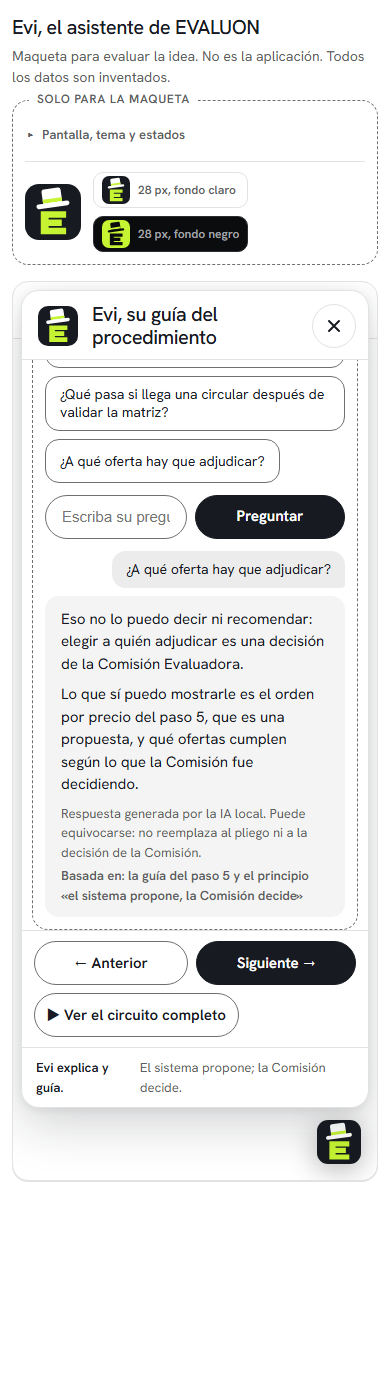 Evi, el asistente de EVALUON
Maqueta para evaluar la idea. No es la aplicación. Todos
los datos son inventados.
SOLO PARA LA MAQUETA
▸ Pantalla, tema y estados
E
E 28 px, fondo claro
E 28 px, fondo negro
E
Evi, su guía del
procedimiento
✕
¿Qué pasa si llega una circular después de
validar la matriz?
¿A qué oferta hay que adjudicar?
Escriba su pregu
Preguntar
¿A qué oferta hay que adjudicar?
Eso no lo puedo decir ni recomendar:
elegir a quién adjudicar es una decisión
de la Comisión Evaluadora.
Lo que sí puedo mostrarle es el orden
por precio del paso 5, que es una
propuesta, y qué ofertas cumplen
según lo que la Comisión fue
decidiendo.
Respuesta generada por la IA local. Puede
equivocarse: no reemplaza al pliego ni a la
decisión de la Comisión.
Basada en: la guía del paso 5 y el principio
«el sistema propone, la Comisión decide»
← Anterior
Siguiente →
▶ Ver el circuito completo
Evi explica y
guía.
El sistema propone; la Comisión
decide.
E